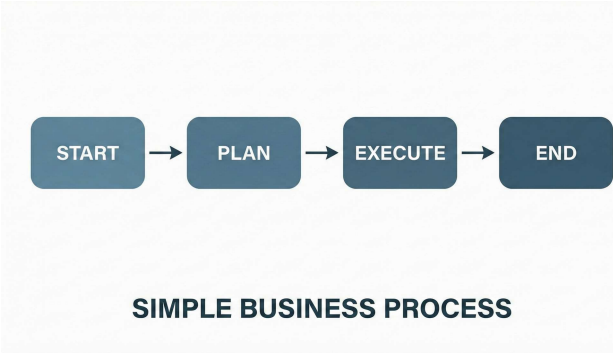 START
PLAN
EXECUTE
END
SIMPLE BUSINESS PROCESS